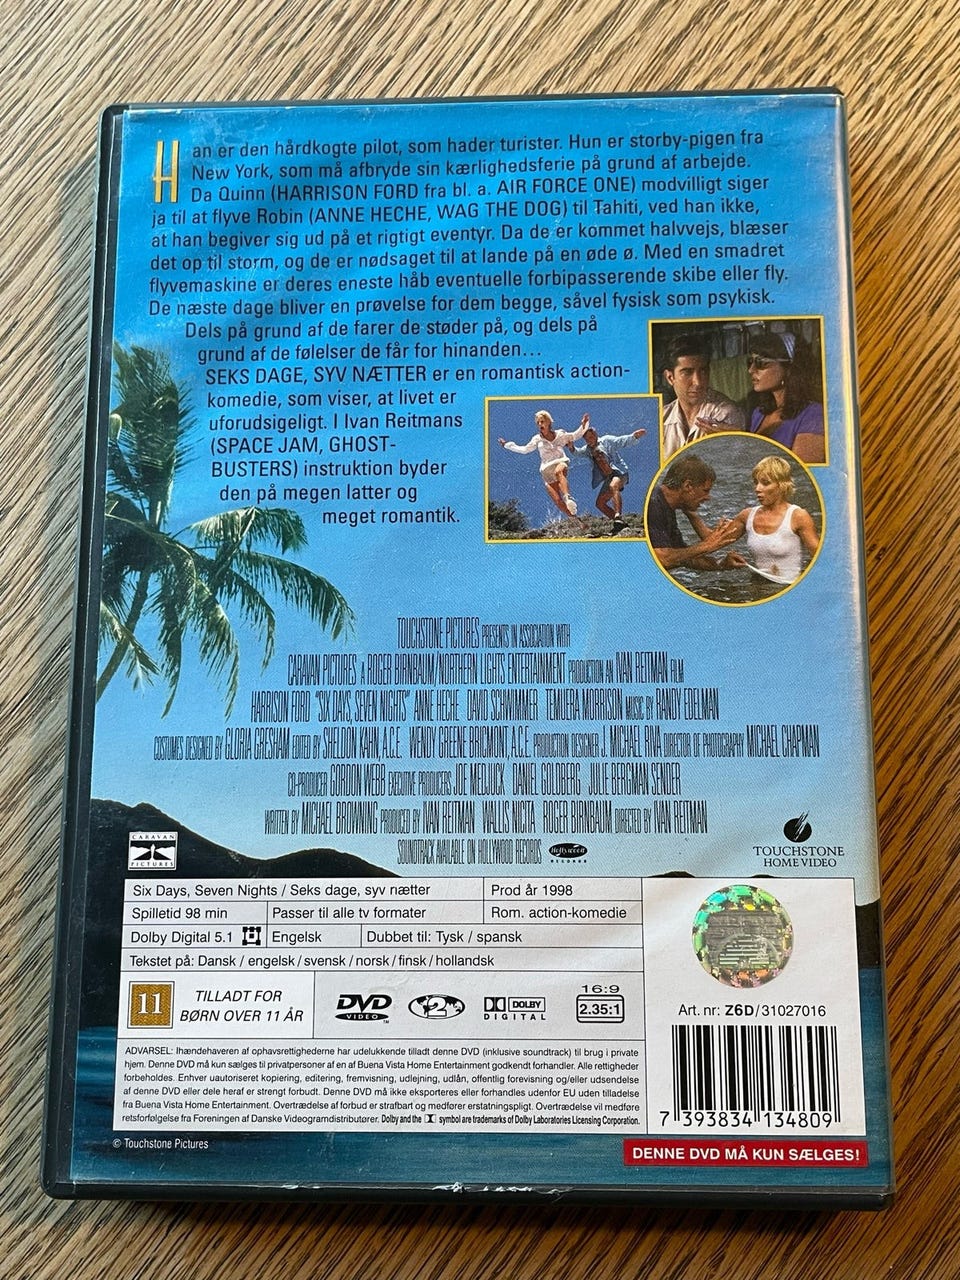 Han er den hårdkogte pilot, som hader turister. Hun er storby-pigen fra
New York, som må afbryde sin kærlighedsferie på grund af arbejde.
Da Quinn (HARRISON FORD fra bl. a. AIR FORCE ONE) modvilligt siger
ja til at flyve Robin (ANNE HECHE, WAG THE DOG) til Tahiti, ved han ikke,
at han begiver sig ud på et rigtigt eventyr. Da de er kommet halvvejs, blæser
det op til storm, og de er nødsaget til at lande på en øde ø. Med en smadret
flyvemaskine er deres eneste håb eventuelle forbipasserende skibe eller fly.
De næste dage bliver en prøvelse for dem begge, såvel fysisk som psykisk.
Dels på grund af de farer de støder på, og dels på
grund af de følelser de får for hinanden...
SEKS DAGE, SYV NÆTTER er en romantisk action-
komedie, som viser, at livet er
uforudsigeligt. I Ivan Reitmans
(SPACE JAM, GHOST-
BUSTERS) instruktion byder
den på megen latter og
meget romantik.
TOUCHSTONE PICTURES PRESENTS IN ASSOCIATION WITH
CARAVAN PICTURES A ROGER BIRNBAUM/NORTHERN LIGHTS ENTERTAINMENT PRODUCTION AN IVAN REITMAN FILM
HARRISON FORD "SIX DAYS, SEVEN NIGHTS" ANNE HECHE DAVID SCHWIMMER TEMUERA MORRISON MUSIC BY RANDY EDELMAN
COSTUMES DESIGNED BY GLORIA GRESHAM EDITED BY SHELDON KAHN, A.C.E. WENDY GREENE BRICMONT, A.C.E. PRODUCTION DESIGNER J. MICHAEL RIVA DIRECTOR OF PHOTOGRAPHY MICHAEL CHAPMAN
CO-PRODUCER GORDON WEBB EXECUTIVE PRODUCERS JOE MEDJUCK DANIEL GOLDBERG JULIE BERGMAN SENDER
WRITTEN BY MICHAEL BROWNING PRODUCED BY IVAN REITMAN WALLIS NICITA ROGER BIRNBAUM DIRECTED BY IVAN REITMAN
SOUNDTRACK AVAILABLE ON HOLLYWOOD RECORDS Hollywood RECORDS
CARAVAN
PICTURES
TOUCHSTONE
HOME VIDEO
Six Days, Seven Nights / Seks dage, syv nætter Prod år 1998
Spilletid 98 min Passer til alle tv formater Rom. action-komedie
Dolby Digital 5.1 Engelsk Dubbet til: Tysk / spansk
Tekstet på: Dansk / engelsk / svensk / norsk / finsk / hollandsk
11 TILLADT FOR
BØRN OVER 11 ÅR
DVD
VIDEO
2
DOLBY
DIGITAL
16:9
2.35:1
Art. nr: Z6D/31027016
ADVARSEL: Ihændehaveren af ophavsrettighederne har udelukkende tilladt denne DVD (inklusive soundtrack) til brug i private
hjem. Denne DVD må kun sælges til privatpersoner af en af Buena Vista Home Entertainment godkendt forhandler. Alle rettigheder
forbeholdes. Enhver uautoriseret kopiering, editering, fremvisning, udlejning, udlån, offentlig forevisning og/eller udsendelse
af denne DVD eller dele heraf er strengt forbudt. Denne DVD må ikke eksporteres eller forhandles udenfor EU uden tilladelse
fra Buena Vista Home Entertainment. Overtrædelse af forbud er strafbart og medfører erstatningspligt. Overtrædelse vil medføre
retsforfølgelse fra Foreningen af Danske Videogramdistributører. Dolby and the symbol are trademarks of Dolby Laboratories Licensing Corporation.
7 393834 134809
© Touchstone Pictures
DENNE DVD MÅ KUN SÆLGES!